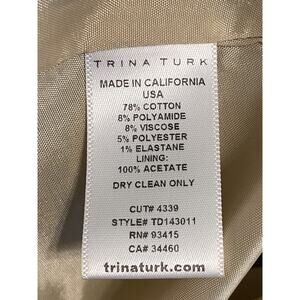 TRINA TURK
MADE IN CALIFORNIA
USA
78% COTTON
8% POLYAMIDE
8% VISCOSE
5% POLYESTER
1% ELASTANE
LINING:
100% ACETATE
DRY CLEAN ONLY
CUT# 4339
STYLE# TD143011
RN# 93415
CA# 34460
trinaturk.com